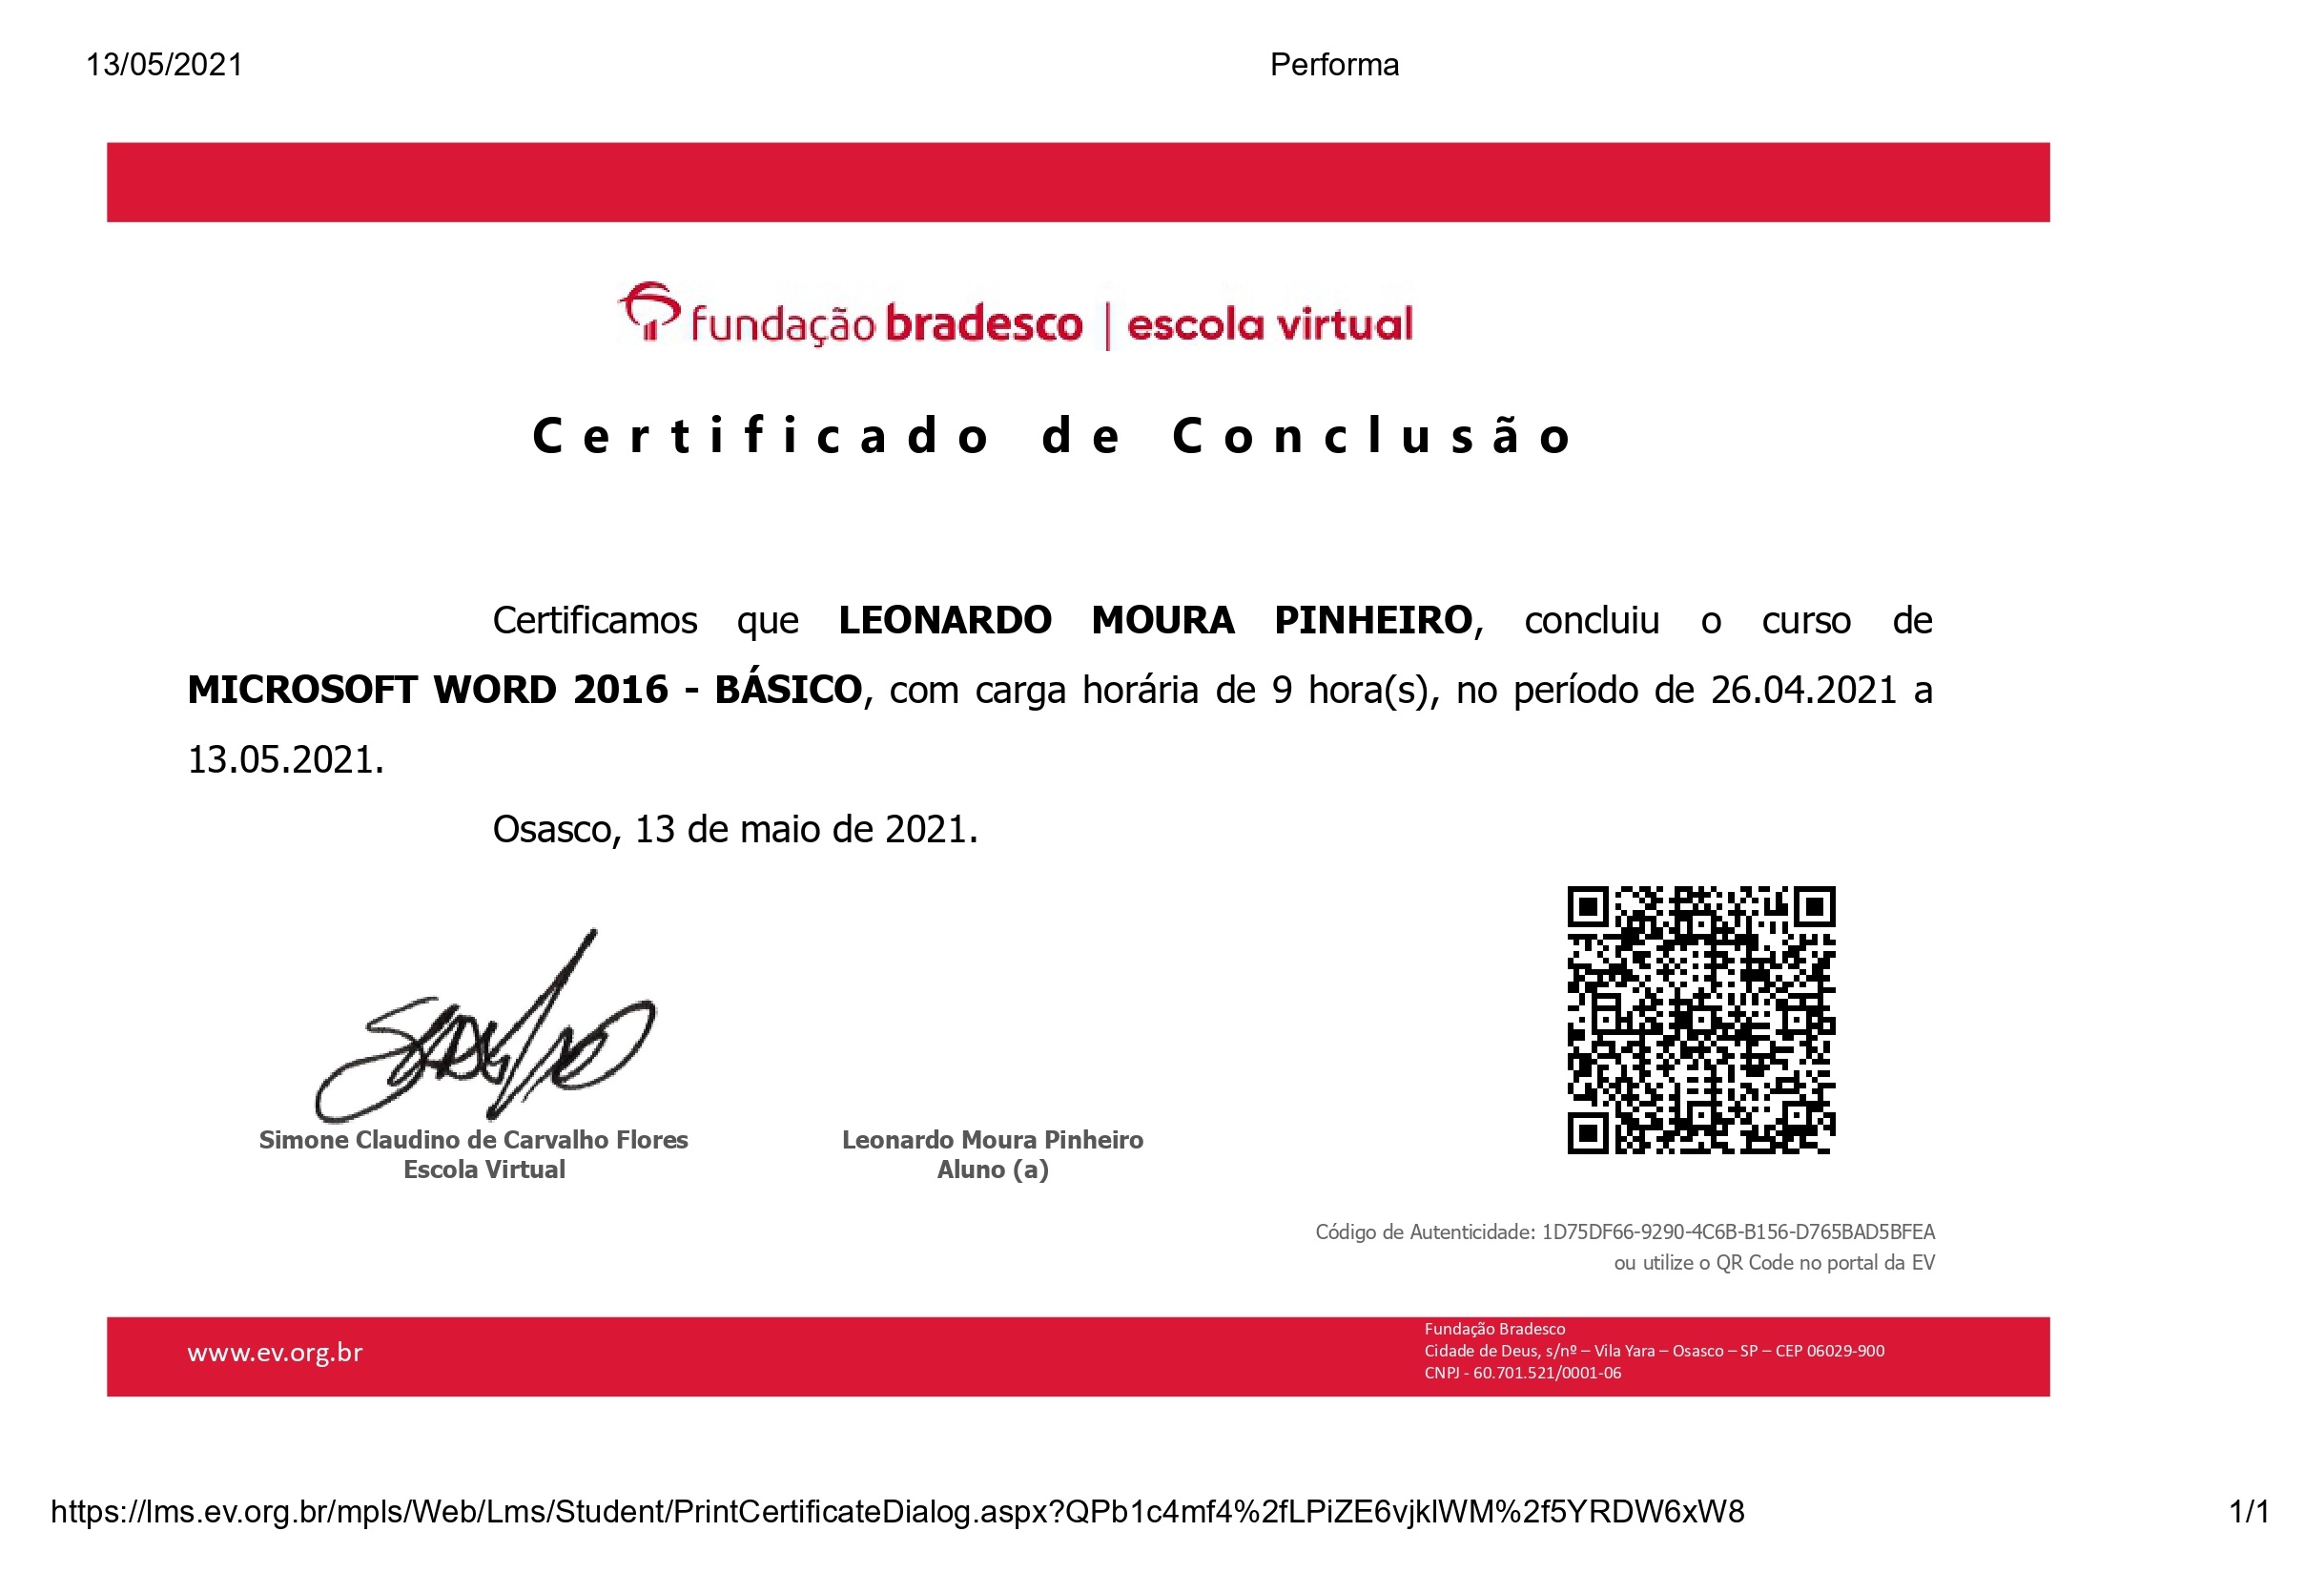 13/05/2021 Performa
fundação bradesco | escola virtual
Certificado de Conclusão
Certificamos que LEONARDO MOURA PINHEIRO, concluiu o curso de
MICROSOFT WORD 2016 - BÁSICO, com carga horária de 9 hora(s), no período de 26.04.2021 a
13.05.2021.
Osasco, 13 de maio de 2021.
Simone Claudino de Carvalho Flores
Escola Virtual
Leonardo Moura Pinheiro
Aluno (a)
Código de Autenticidade: 1D75DF66-9290-4C6B-B156-D765BAD5BFEA
ou utilize o QR Code no portal da EV
www.ev.org.br
Fundação Bradesco
Cidade de Deus, s/nº – Vila Yara – Osasco – SP – CEP 06029-900
CNPJ - 60.701.521/0001-06
https://lms.ev.org.br/mpls/Web/Lms/Student/PrintCertificateDialog.aspx?QPb1c4mf4%2fLPiZE6vjklWM%2f5YRDW6xW8 1/1